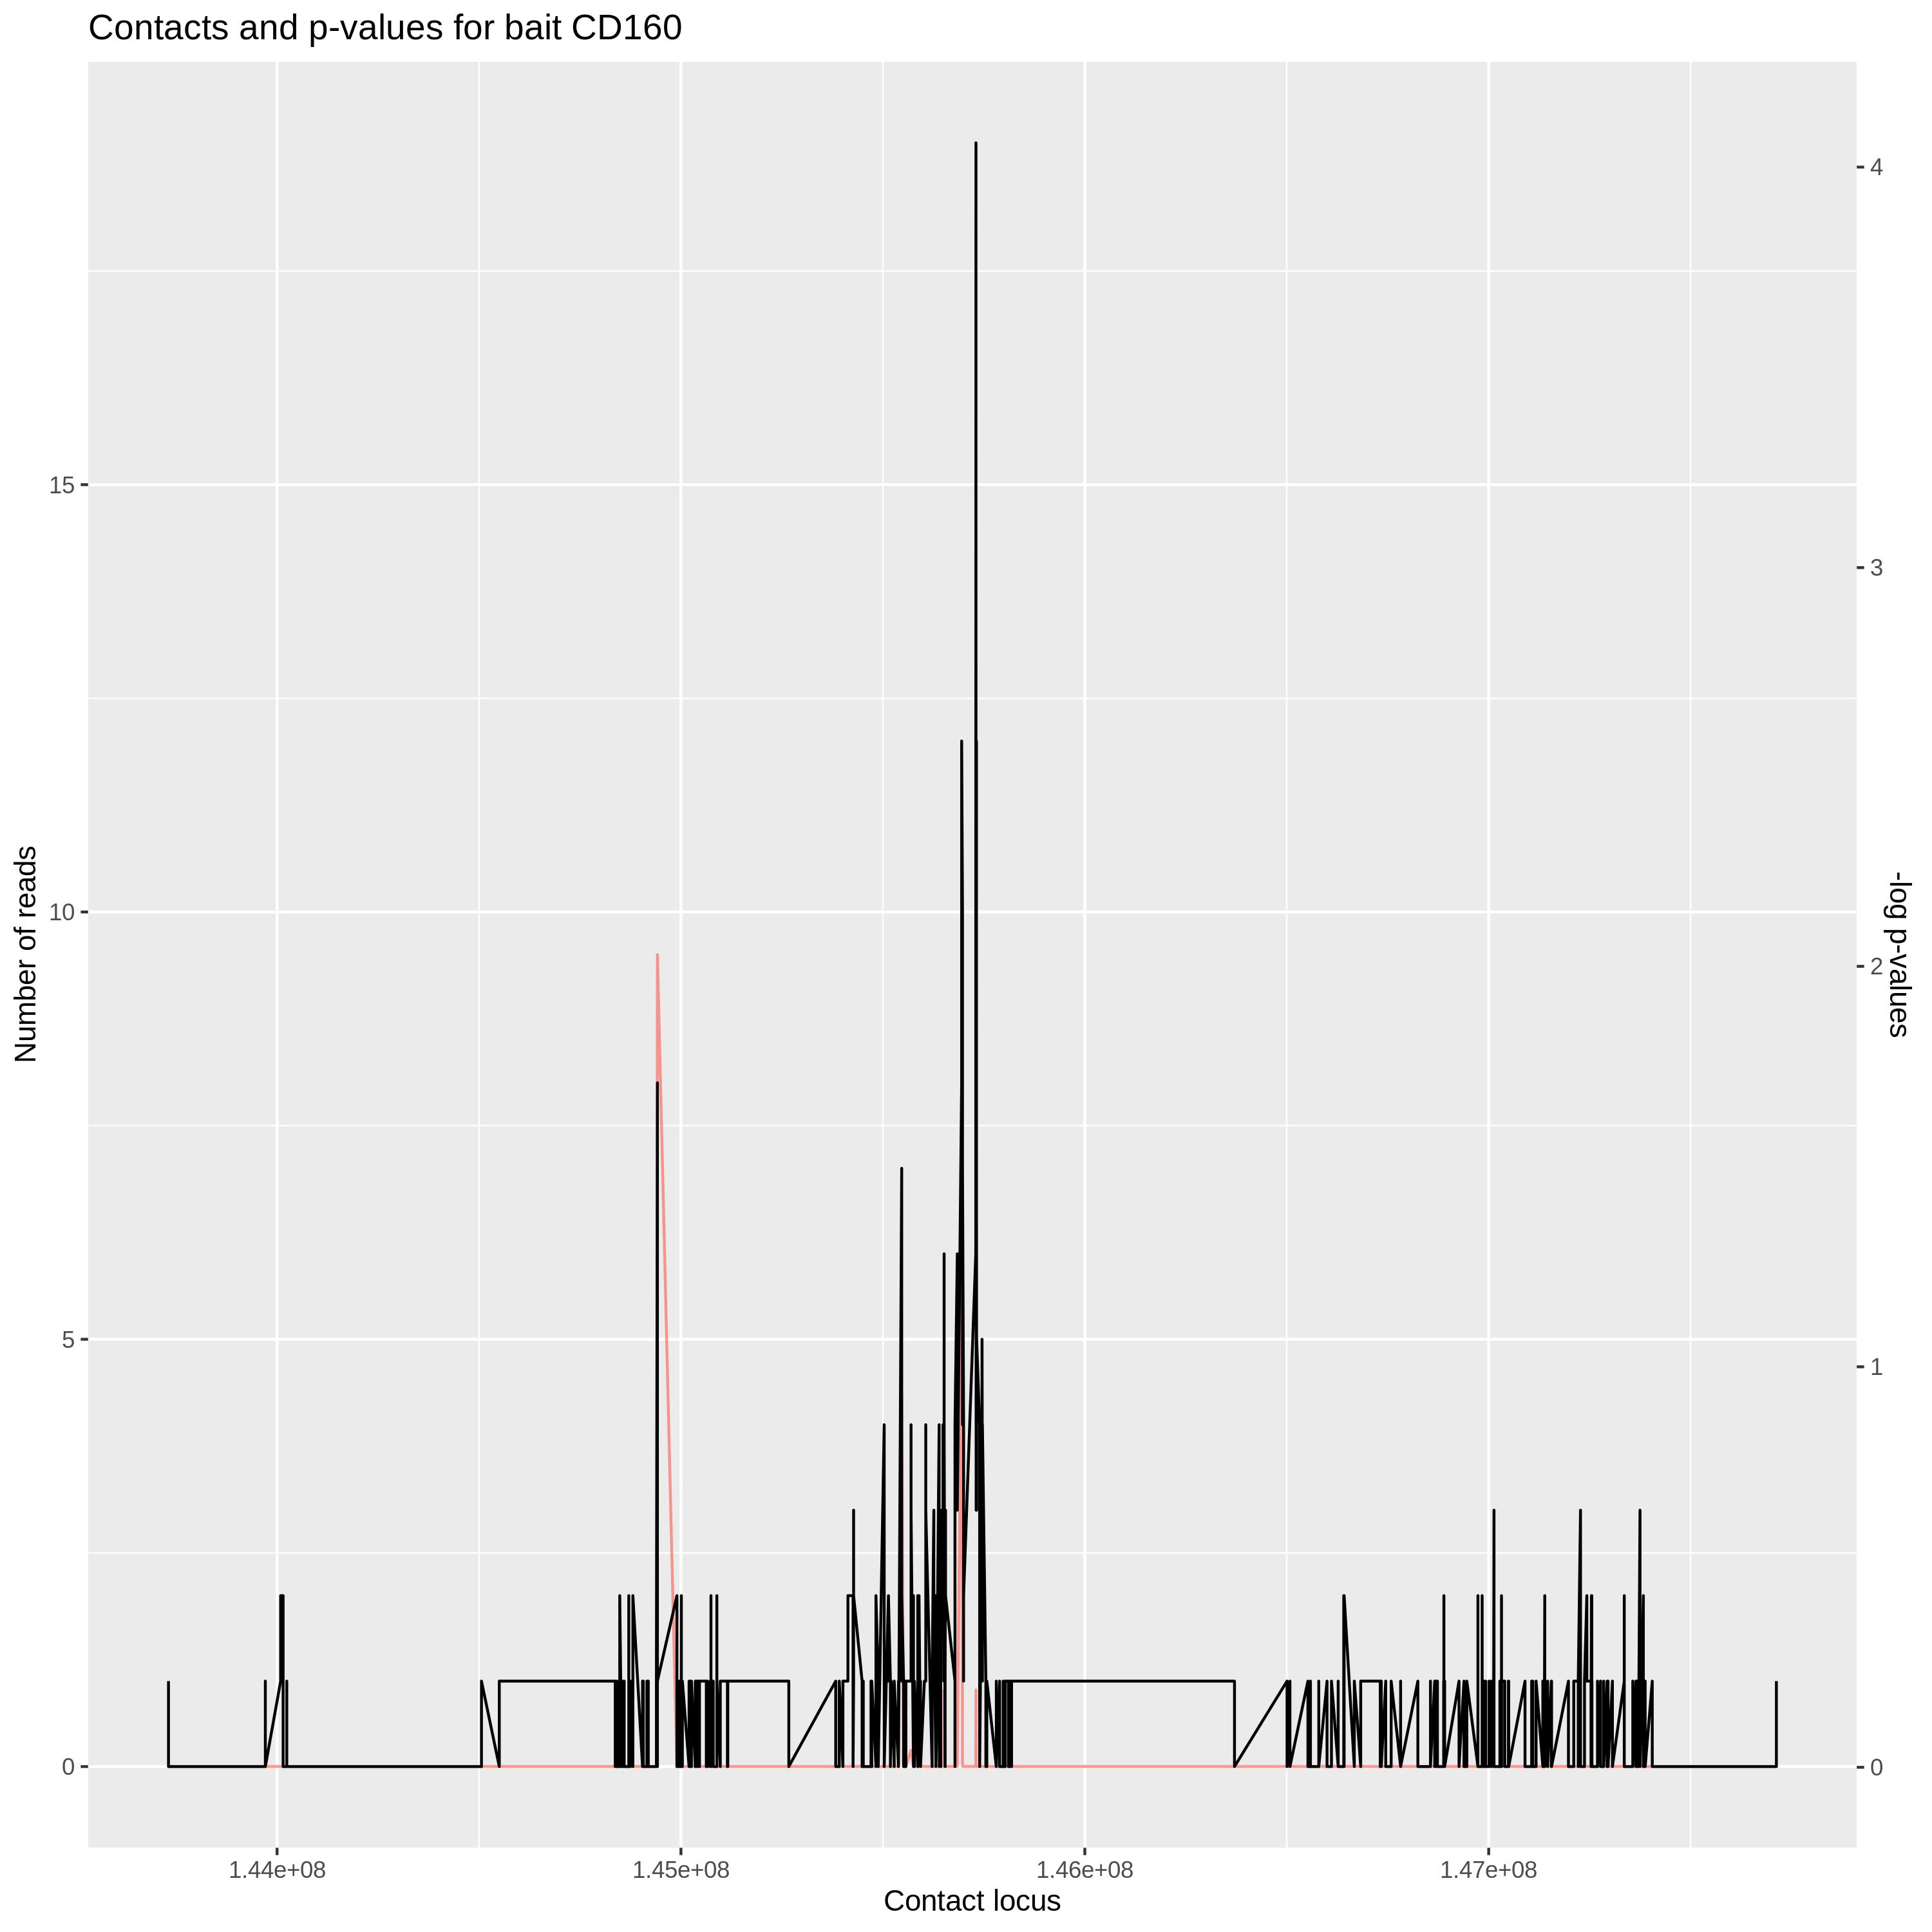 Contacts and p-values for bait CD160
Number of reads
15
10
5
0
4
3
2
1
0
-log p-values
1.44e+08
1.45e+08
1.46e+08
1.47e+08
Contact locus